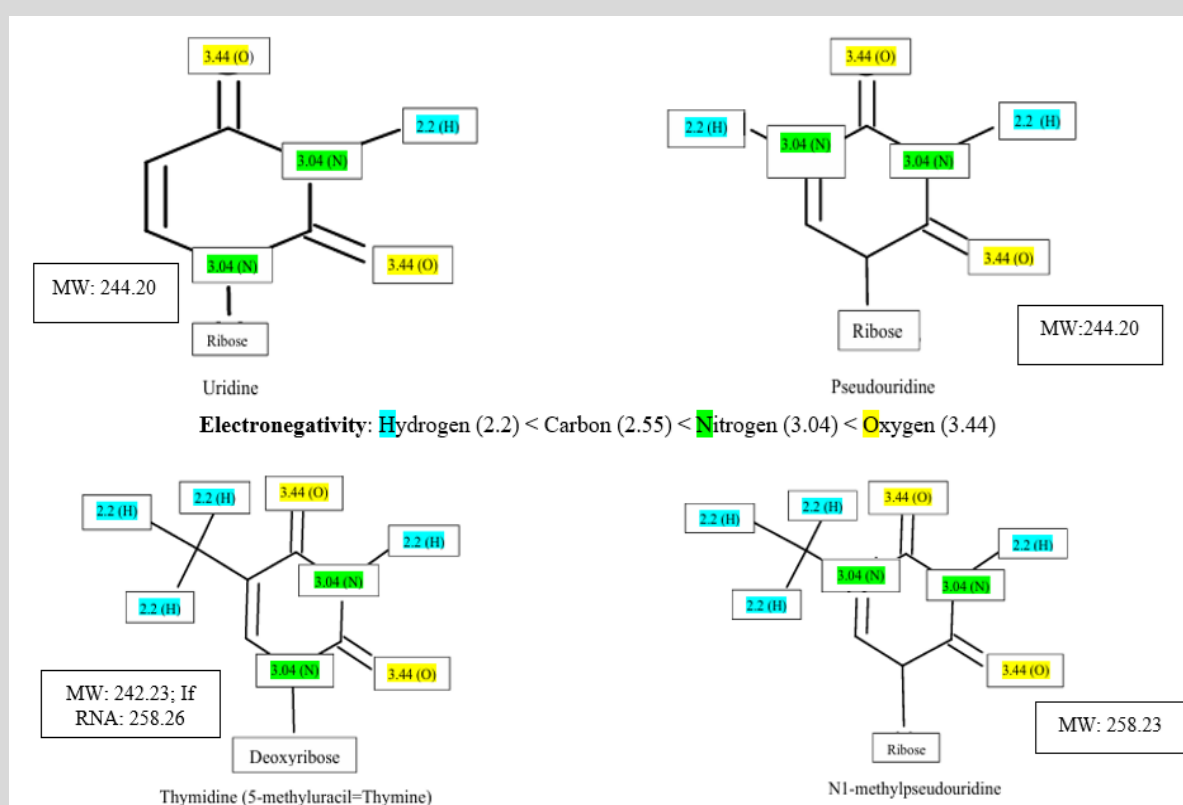 3.44 (O)
2.2 (H)
3.04 (N)
3.04 (N)
3.44 (O)
MW: 244.20
Ribose
Uridine
3.44 (O)
2.2 (H)
3.04 (N)
2.2 (H)
3.04 (N)
3.44 (O)
Ribose
MW:244.20
Pseudouridine
Electronegativity: Hydrogen (2.2) < Carbon (2.55) < Nitrogen (3.04) < Oxygen (3.44)
2.2 (H)
2.2 (H)
3.44 (O)
2.2 (H)
3.04 (N)
2.2 (H)
3.04 (N)
3.44 (O)
MW: 242.23; If
RNA: 258.26
Deoxyribose
Thymidine (5-methyluracil=Thymine)
2.2 (H)
2.2 (H)
3.44 (O)
2.2 (H)
3.04 (N)
3.04 (N)
2.2 (H)
3.44 (O)
MW: 258.23
Ribose
N1-methylpseudouridine